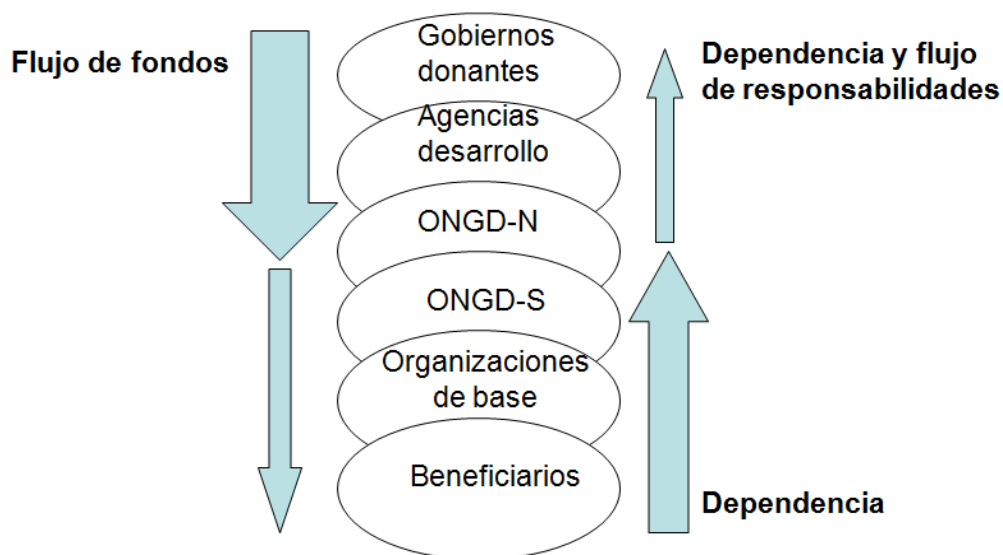 Flujo de fondos
Gobiernos
donantes
Dependencia y flujo
de responsabilidades
Agencias
desarrollo
ONGD-N
ONGD-S
Organizaciones
de base
Beneficiarios
Dependencia